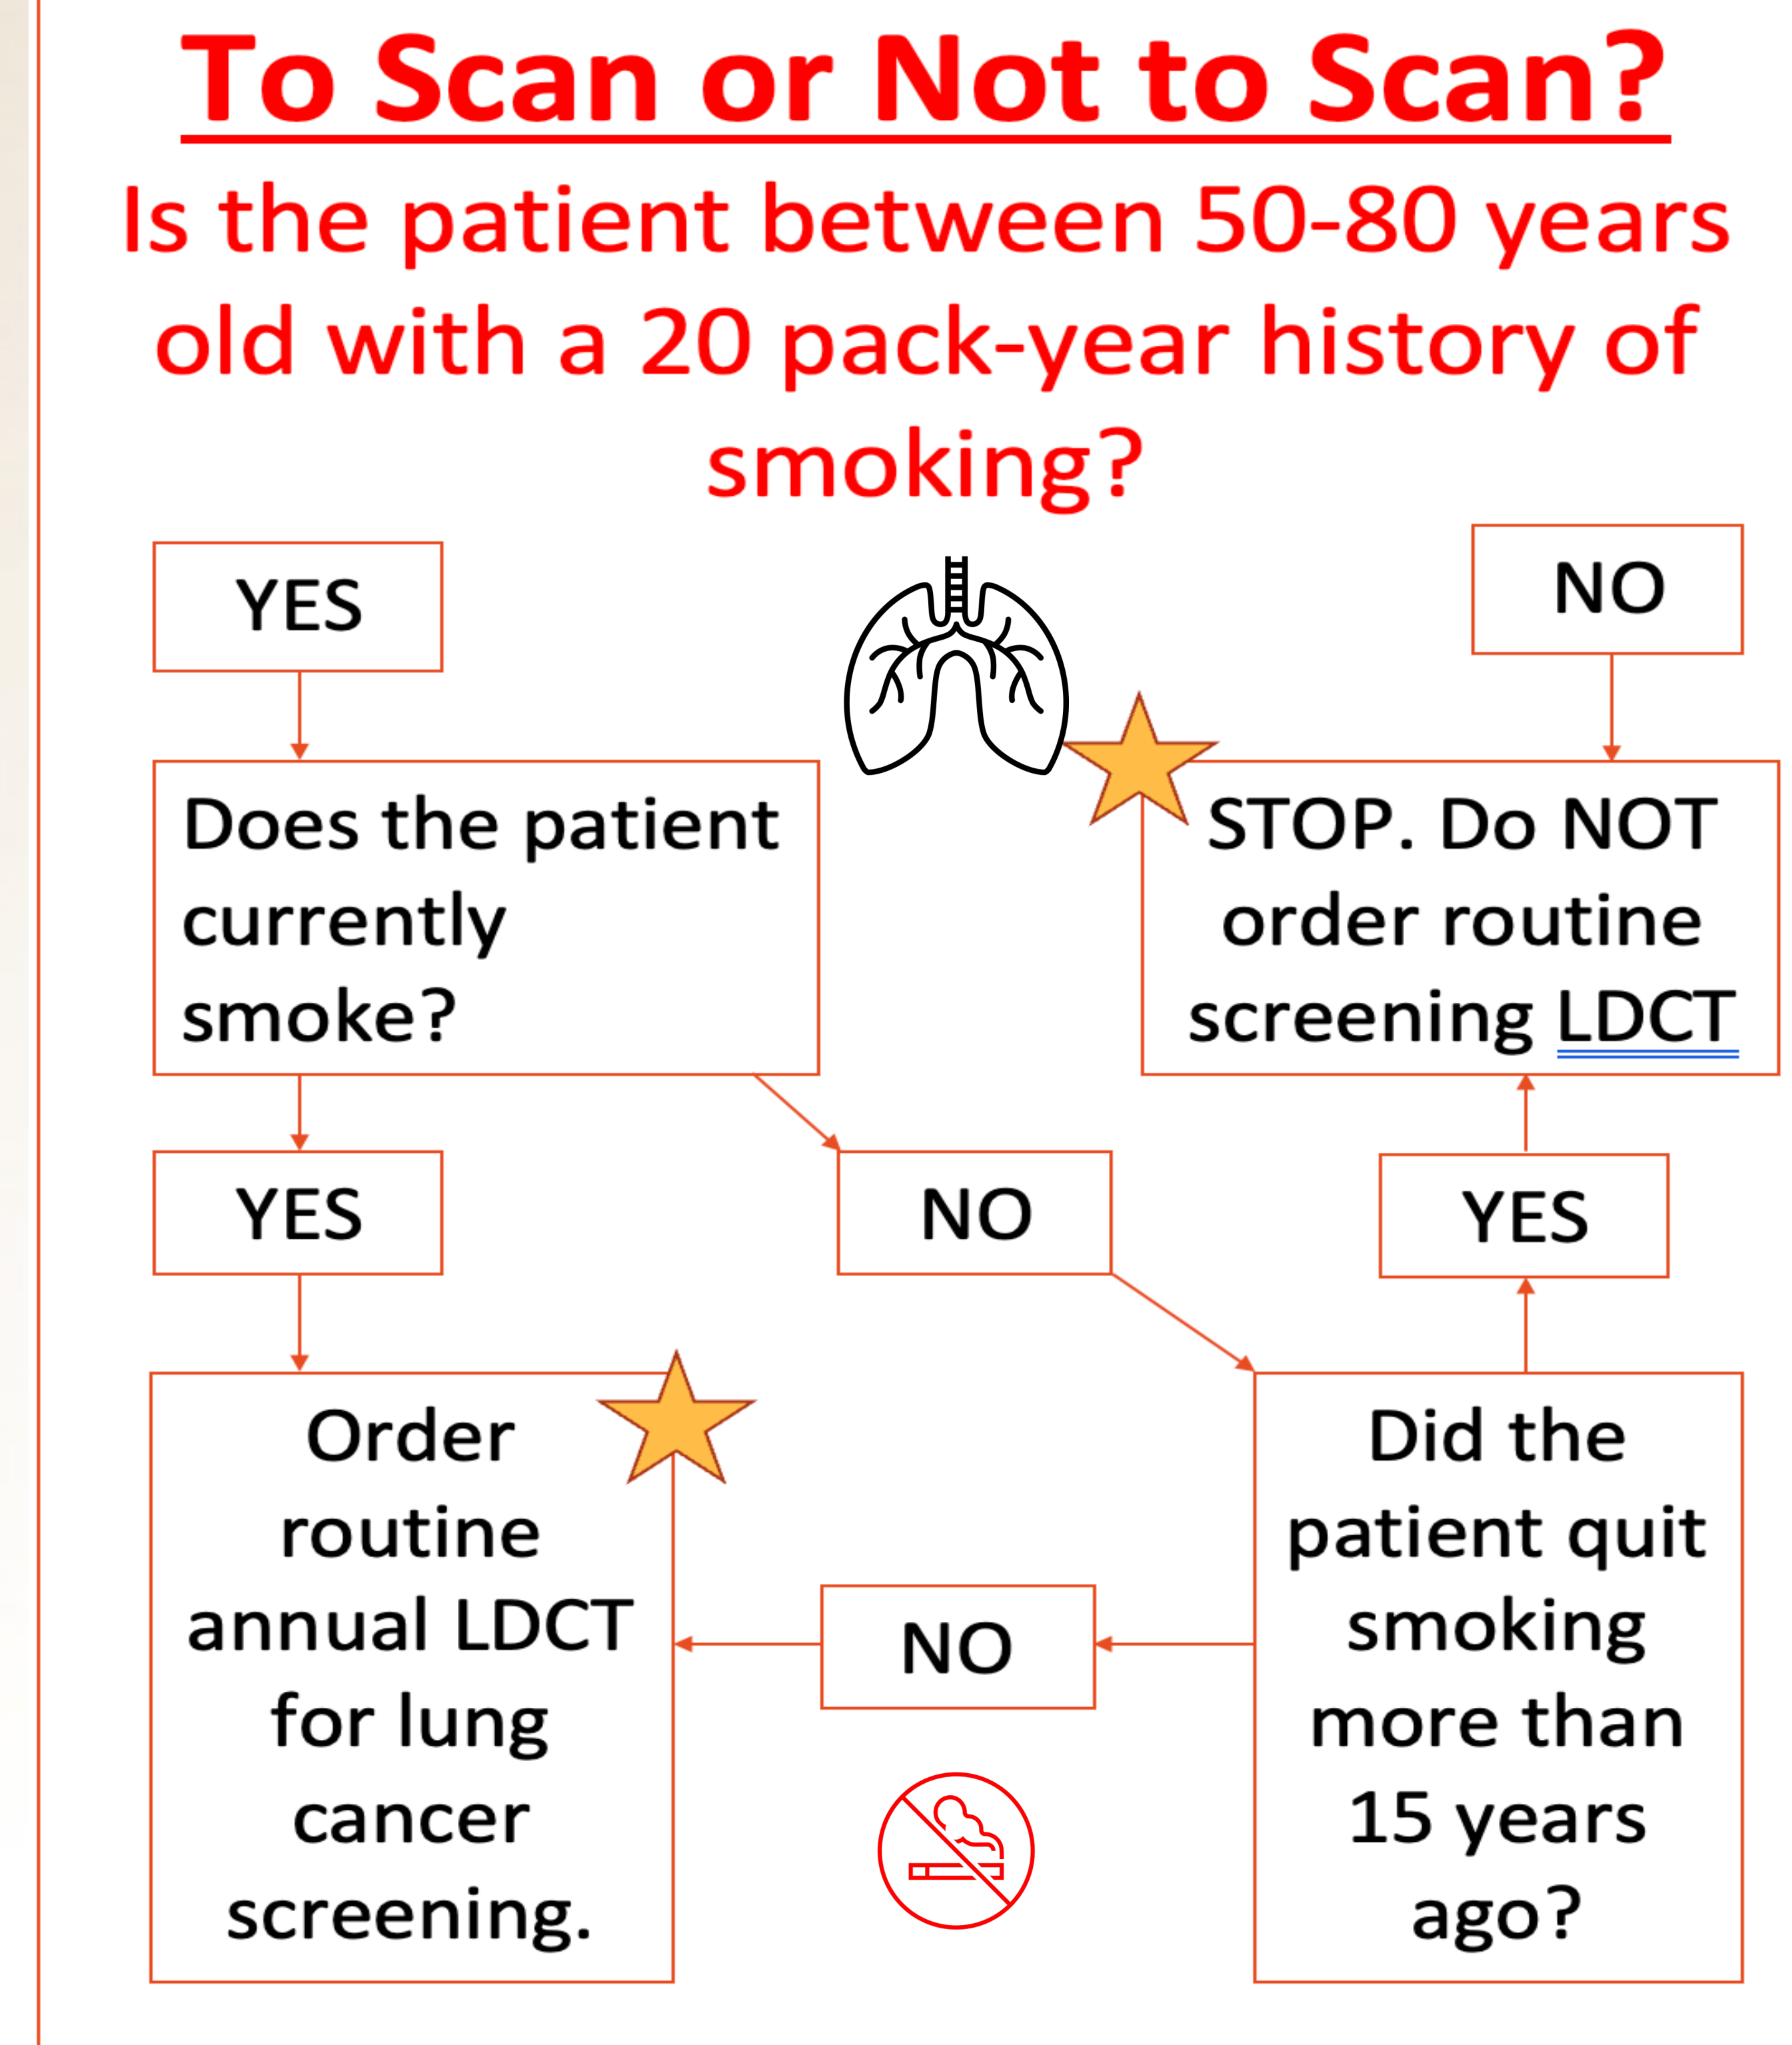 To Scan or Not to Scan?
Is the patient between 50-80 years
old with a 20 pack-year history of
smoking?
YES
NO
Does the patient
currently
smoke?
STOP. Do NOT
order routine
screening LDCT
YES
NO
YES
Order
routine
annual LDCT
for lung
cancer
screening.
NO
Did the
patient quit
smoking
more than
15 years
ago?